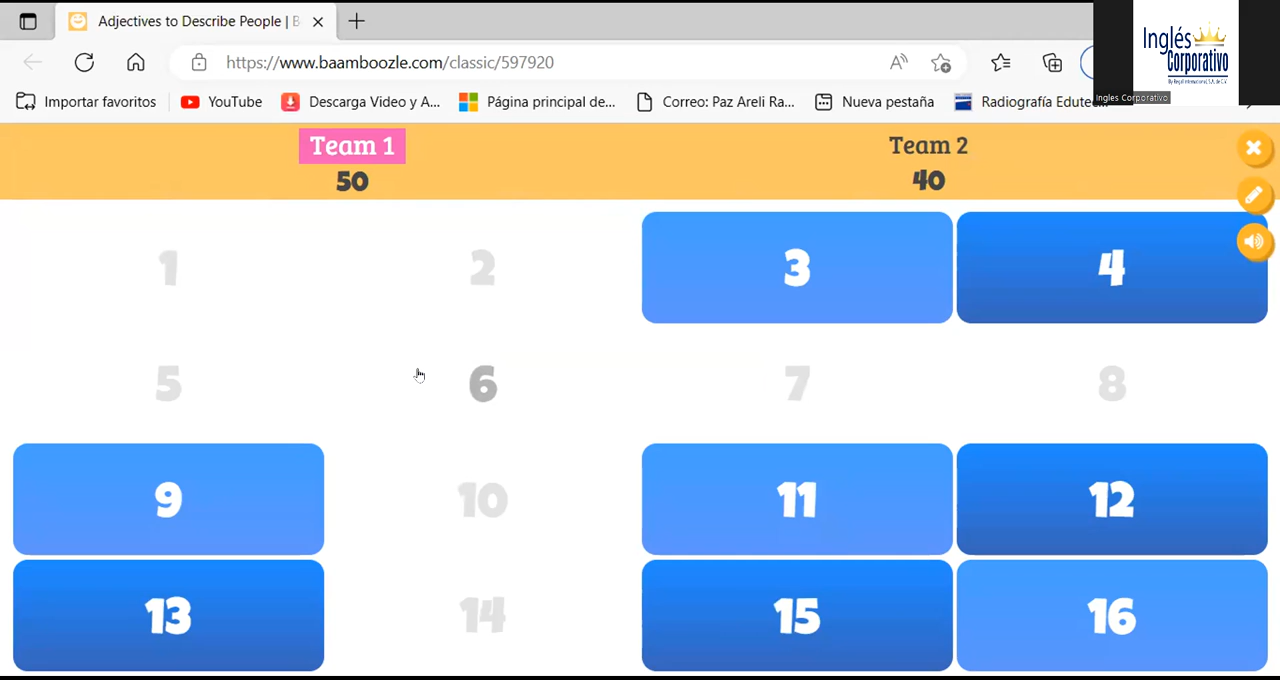 Adjectives to Describe People | B
https://www.baamboozle.com/classic/597920
Importar favoritos
YouTube
Descarga Video y A...
Página principal de...
Correo: Paz Areli Ra...
Nueva pestaña
Radiografía Edutec
Inglés
Corporativo
Ingles Corporativo
Team 1
Team 2
50
40
1
2
3
4
5
6
7
8
9
10
11
12
13
14
15
16